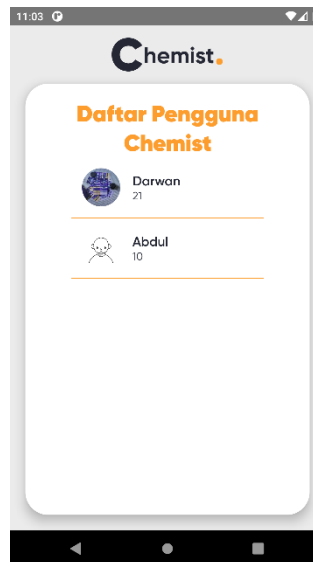 11:03
Chemist.
Daftar Pengguna
Chemist
Darwan
21
Abdul
10